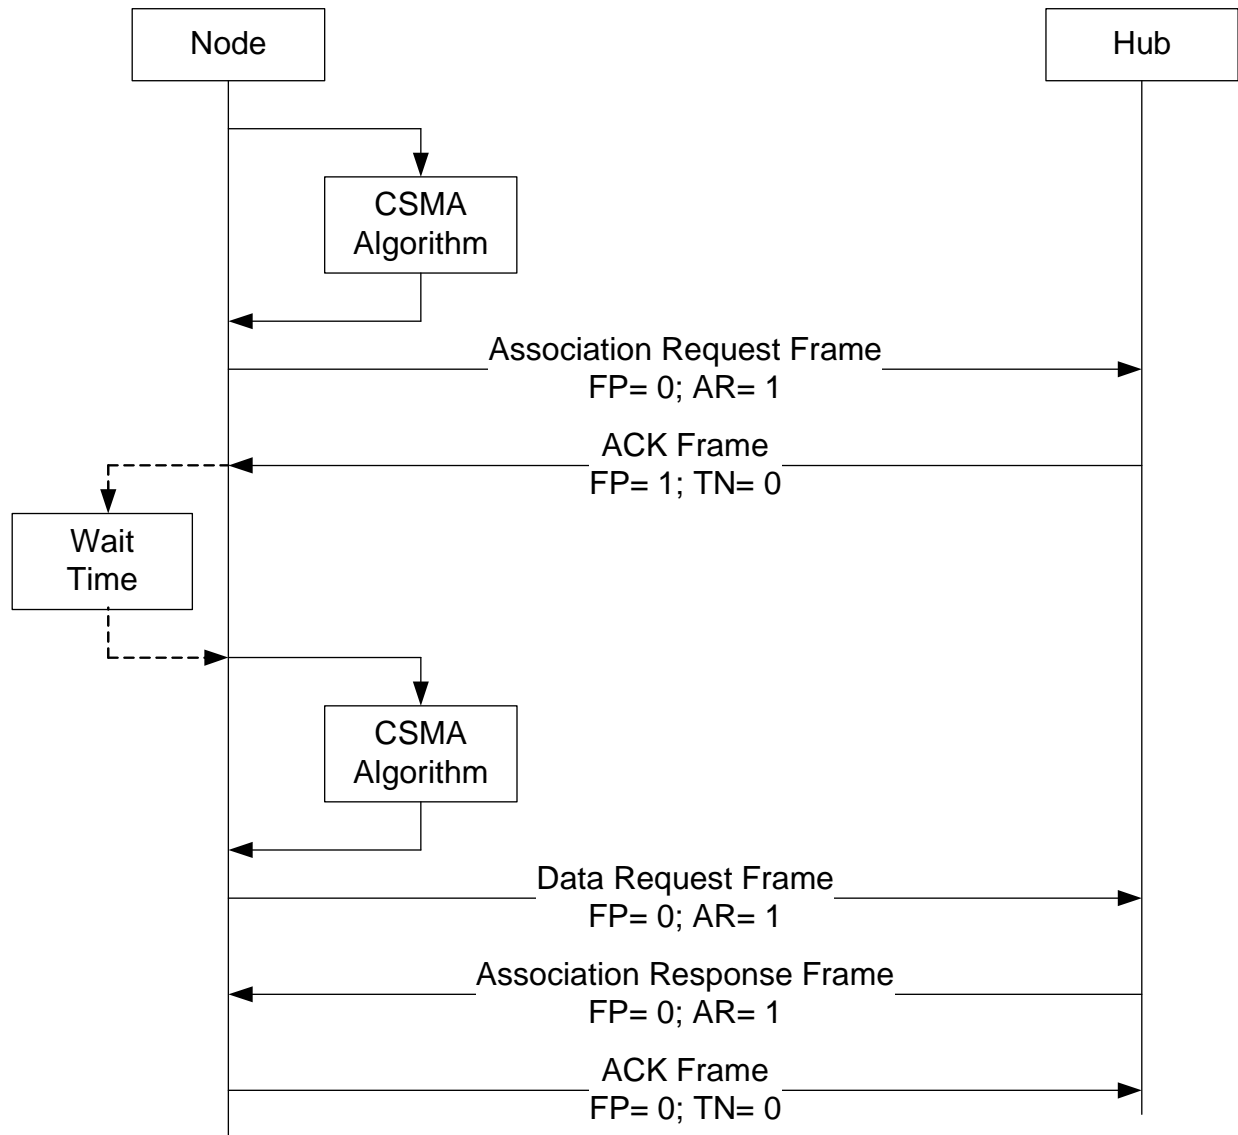 Node
Hub
CSMA
Algorithm
Association Request Frame
FP= 0; AR= 1
ACK Frame
FP= 1; TN= 0
Wait
Time
CSMA
Algorithm
Data Request Frame
FP= 0; AR= 1
Association Response Frame
FP= 0; AR= 1
ACK Frame
FP= 0; TN= 0